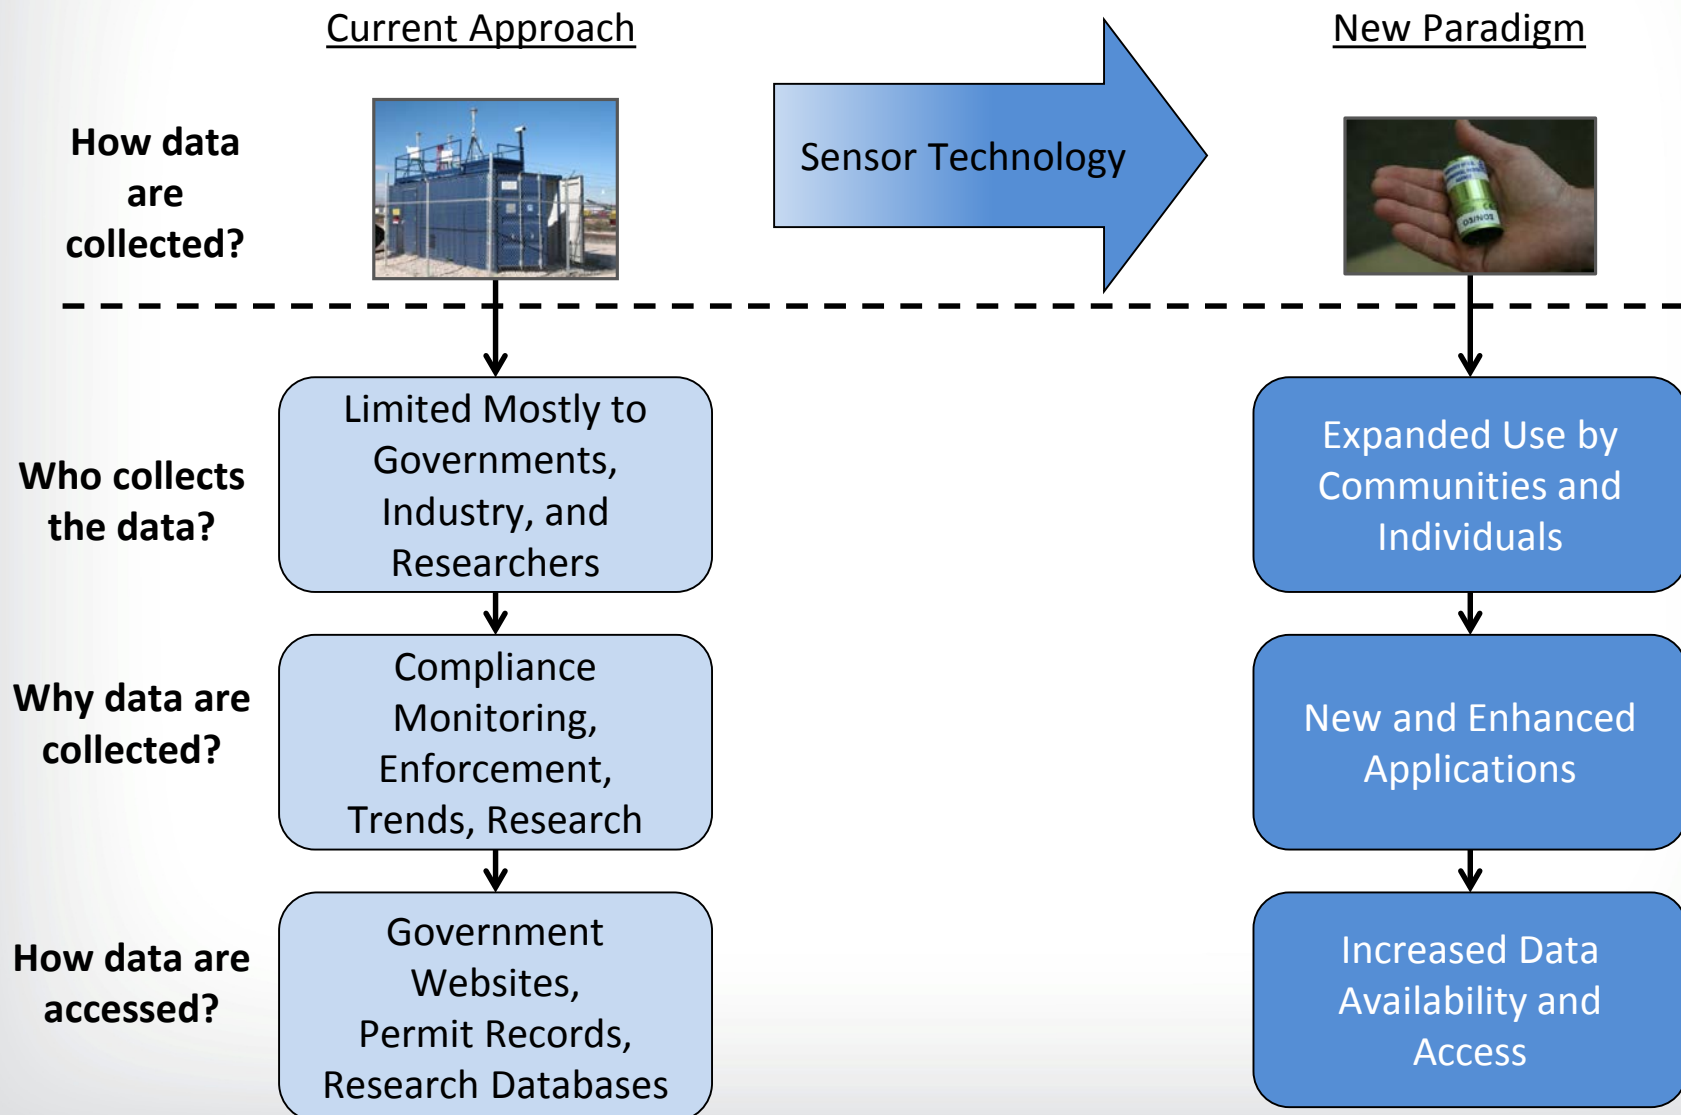 Current Approach
New Paradigm
How data
are
collected?
Sensor Technology
O3/NO2
Who collects
the data?
Limited Mostly to
Governments,
Industry, and
Researchers
Expanded Use by
Communities and
Individuals
Why data are
collected?
Compliance
Monitoring,
Enforcement,
Trends, Research
New and Enhanced
Applications
How data are
accessed?
Government
Websites,
Permit Records,
Research Databases
Increased Data
Availability and
Access